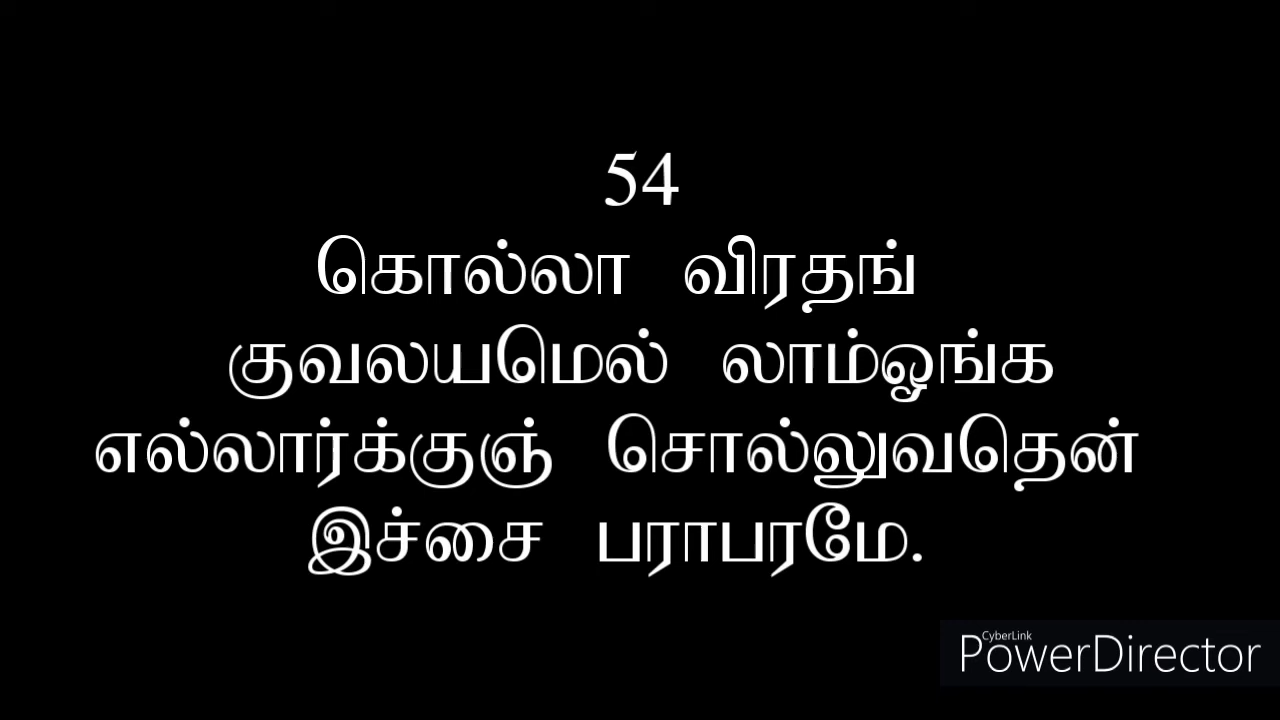 54
கொல்லா விரதங்
குவலயமெல் லாம்ஓங்க
எல்லார்க்குஞ் சொல்லுவதென்
இச்சை பராபரமே.
CyberLink
PowerDirector